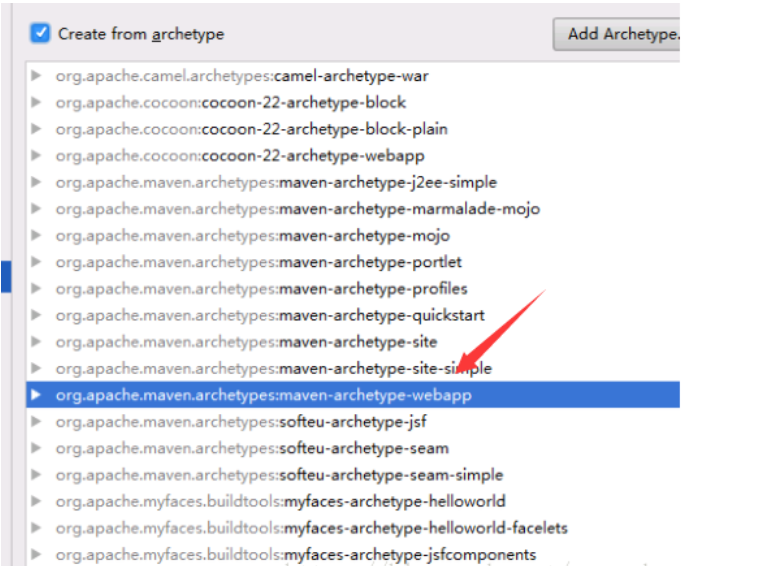 Create from archetype
Add Archetype.
org.apache.camel.archetypes:camel-archetype-war
org.apache.cocoon:cocoon-22-archetype-block
org.apache.cocoon:cocoon-22-archetype-block-plain
org.apache.cocoon:cocoon-22-archetype-webapp
org.apache.maven.archetypes:maven-archetype-j2ee-simple
org.apache.maven.archetypes:maven-archetype-marmalade-mojo
org.apache.maven.archetypes:maven-archetype-mojo
org.apache.maven.archetypes:maven-archetype-portlet
org.apache.maven.archetypes:maven-archetype-profiles
org.apache.maven.archetypes:maven-archetype-quickstart
org.apache.maven.archetypes:maven-archetype-site
org.apache.maven.archetypes:maven-archetype-site-simple
org.apache.maven.archetypes:maven-archetype-webapp
org.apache.maven.archetypes:softeu-archetype-jsf
org.apache.maven.archetypes:softeu-archetype-seam
org.apache.maven.archetypes:softeu-archetype-seam-simple
org.apache.myfaces.buildtools:myfaces-archetype-helloworld
org.apache.myfaces.buildtools:myfaces-archetype-helloworld-facelets
org.apache.myfaces.buildtools:myfaces-archetype-jsfcomponents